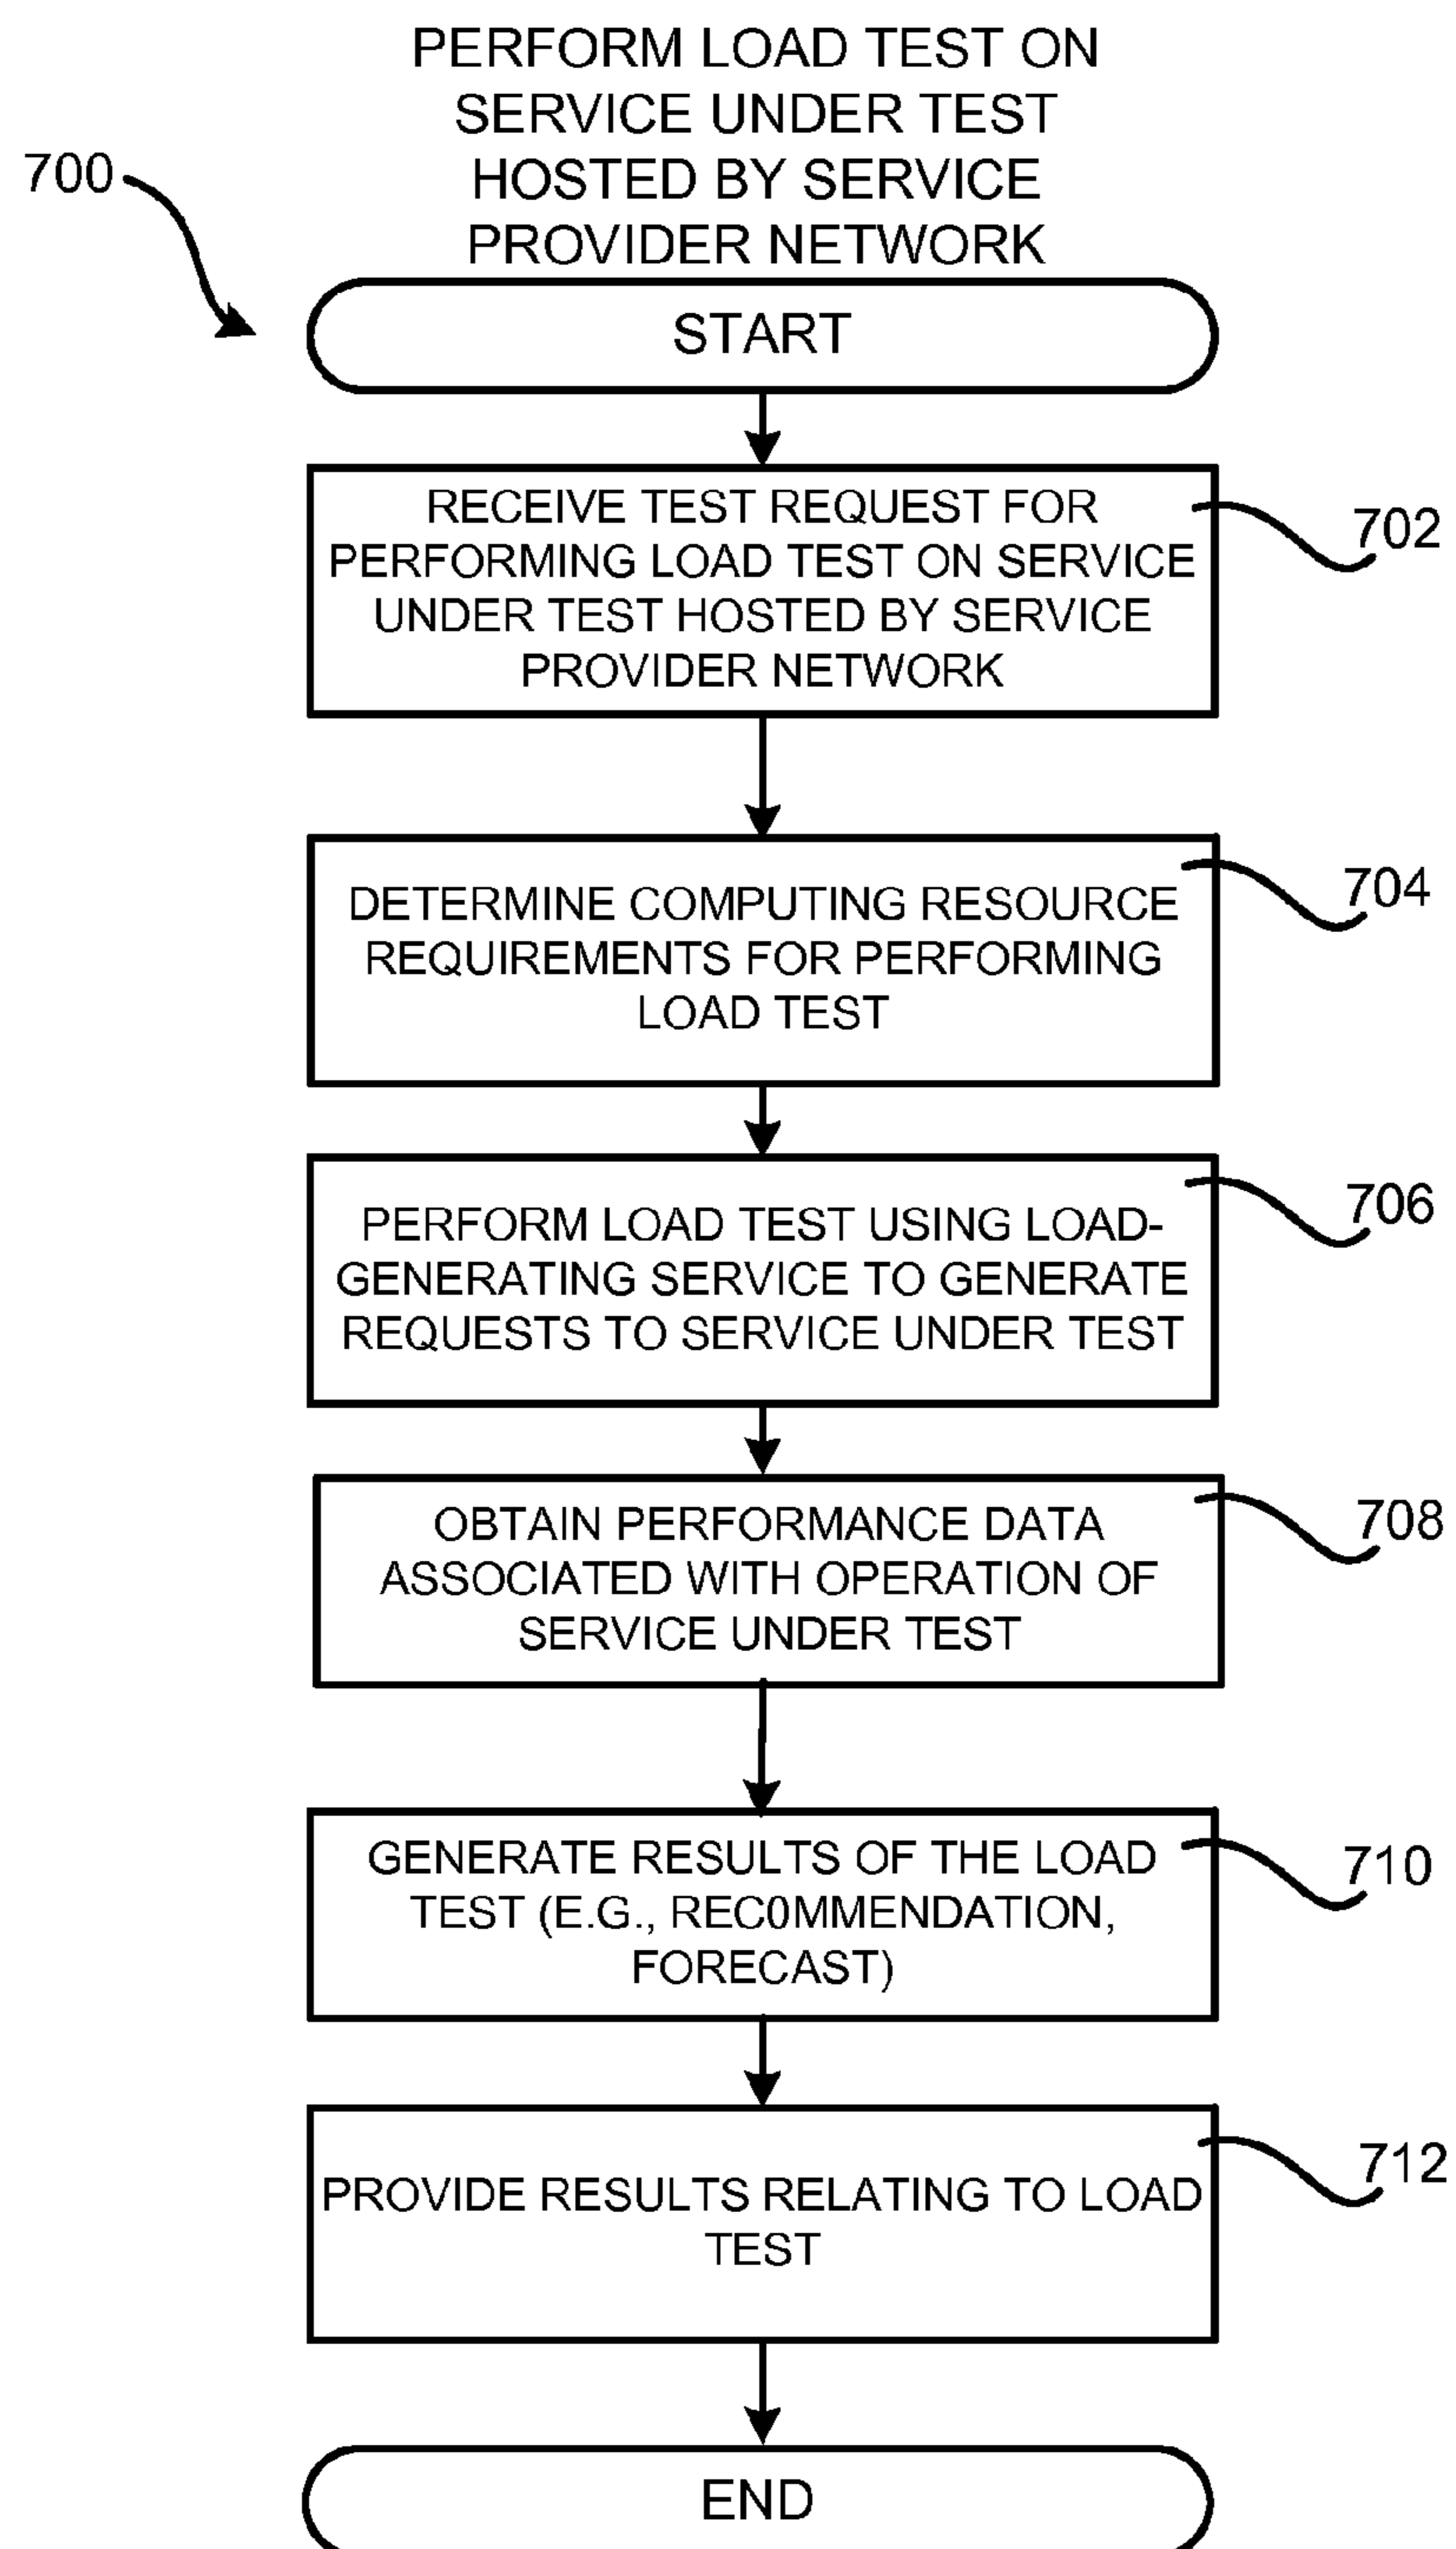 PERFORM LOAD TEST ON
SERVICE UNDER TEST
HOSTED BY SERVICE
PROVIDER NETWORK
700
START
RECEIVE TEST REQUEST FOR
PERFORMING LOAD TEST ON SERVICE
UNDER TEST HOSTED BY SERVICE
PROVIDER NETWORK
702
DETERMINE COMPUTING RESOURCE
REQUIREMENTS FOR PERFORMING
LOAD TEST
704
PERFORM LOAD TEST USING LOAD-
GENERATING SERVICE TO GENERATE
REQUESTS TO SERVICE UNDER TEST
706
OBTAIN PERFORMANCE DATA
ASSOCIATED WITH OPERATION OF
SERVICE UNDER TEST
708
GENERATE RESULTS OF THE LOAD
TEST (E.G., REC0MMENDATION,
FORECAST)
710
PROVIDE RESULTS RELATING TO LOAD
TEST
712
END